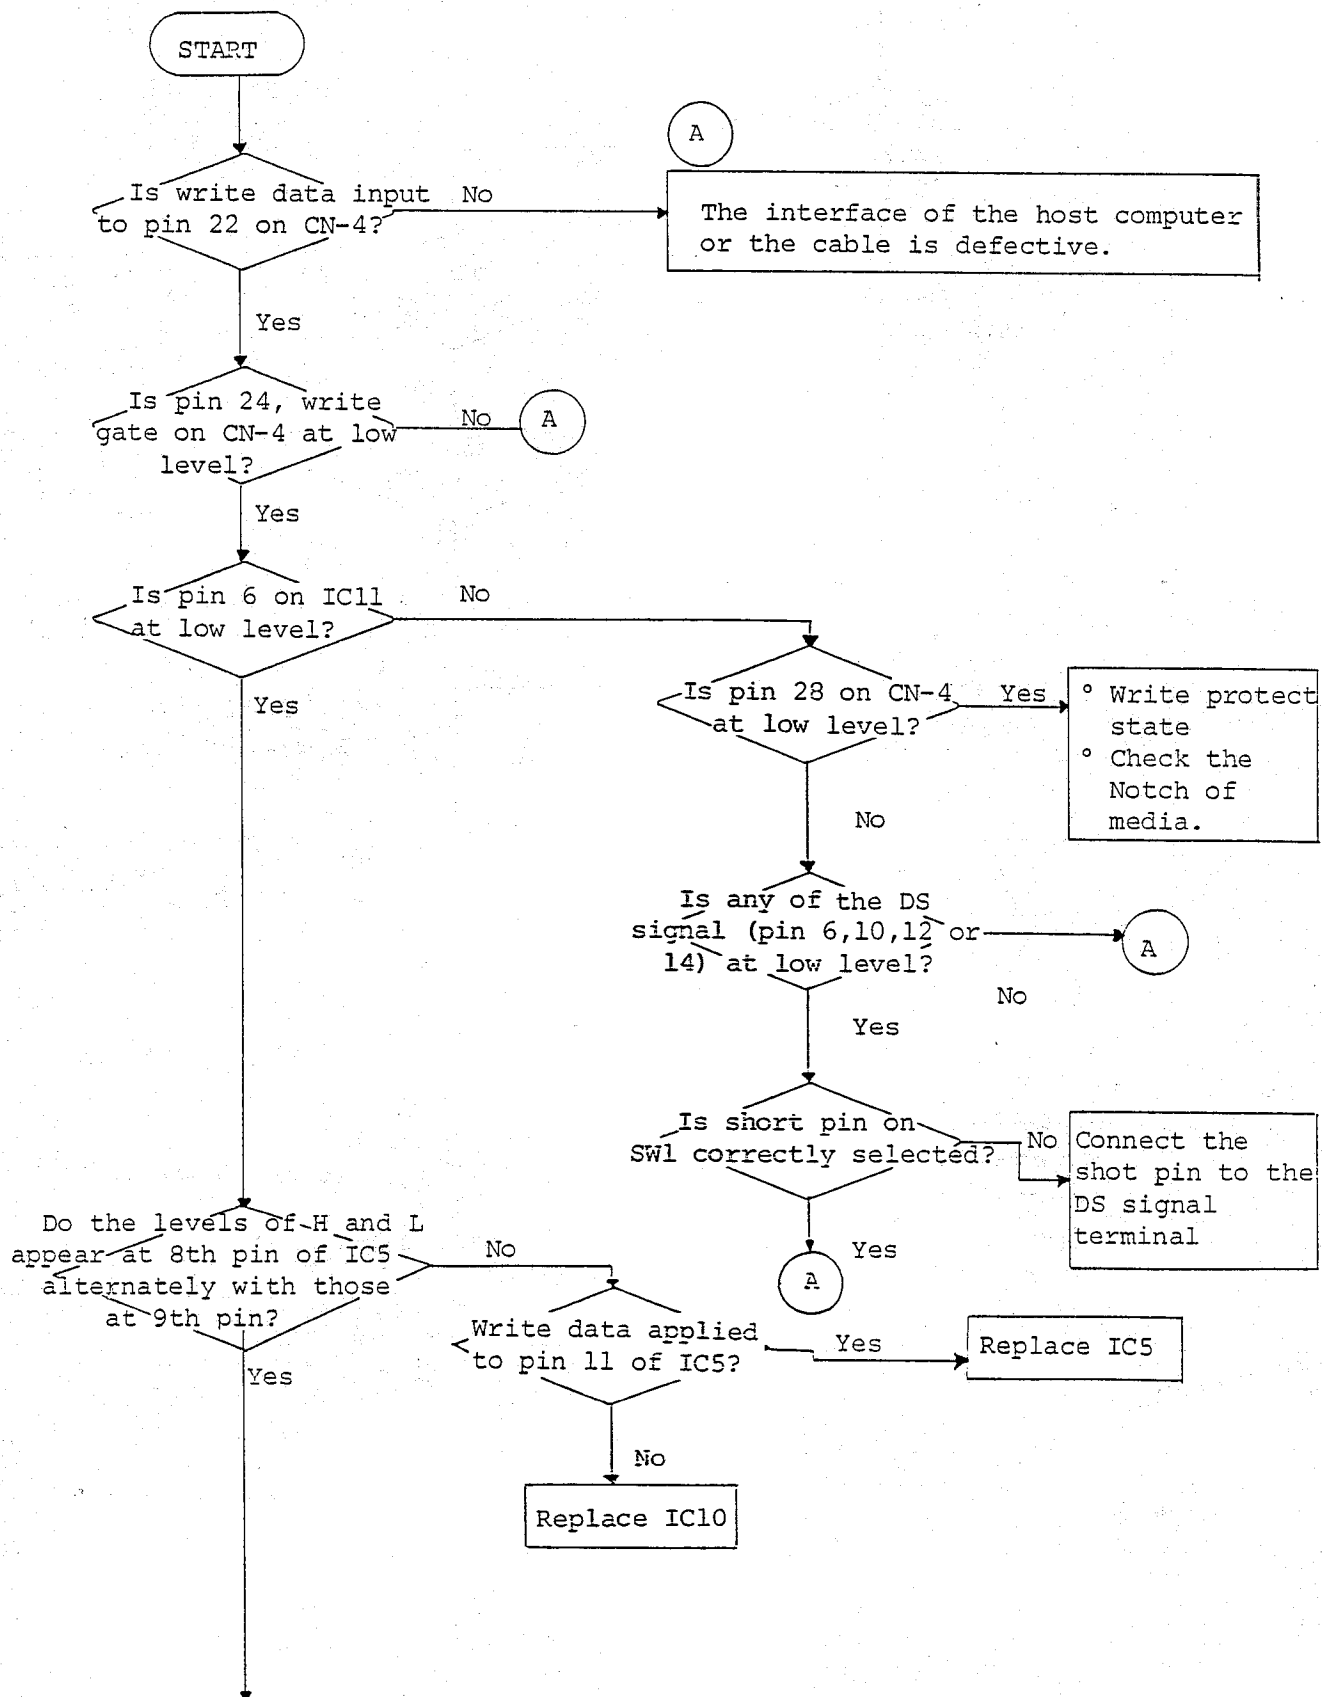 START
A
Is write data input
to pin 22 on CN-4?
No
The interface of the host computer
or the cable is defective.
Yes
Is pin 24, write
gate on CN-4 at low
level?
No
A
Yes
Is pin 6 on IC11
at low level?
No
Yes
Is pin 28 on CN-4
at low level?
Yes
° Write protect
state
° Check the
Notch of
media.
No
Is any of the DS
signal (pin 6,10,12 or
14) at low level?
A
No
Yes
Is short pin on
SW1 correctly selected?
No
Connect the
shot pin to the
DS signal
terminal
Yes
A
Do the levels of H and L
appear at 8th pin of IC5
alternately with those
at 9th pin?
No
Yes
Write data applied
to pin 11 of IC5?
Yes
Replace IC5
No
Replace IC10